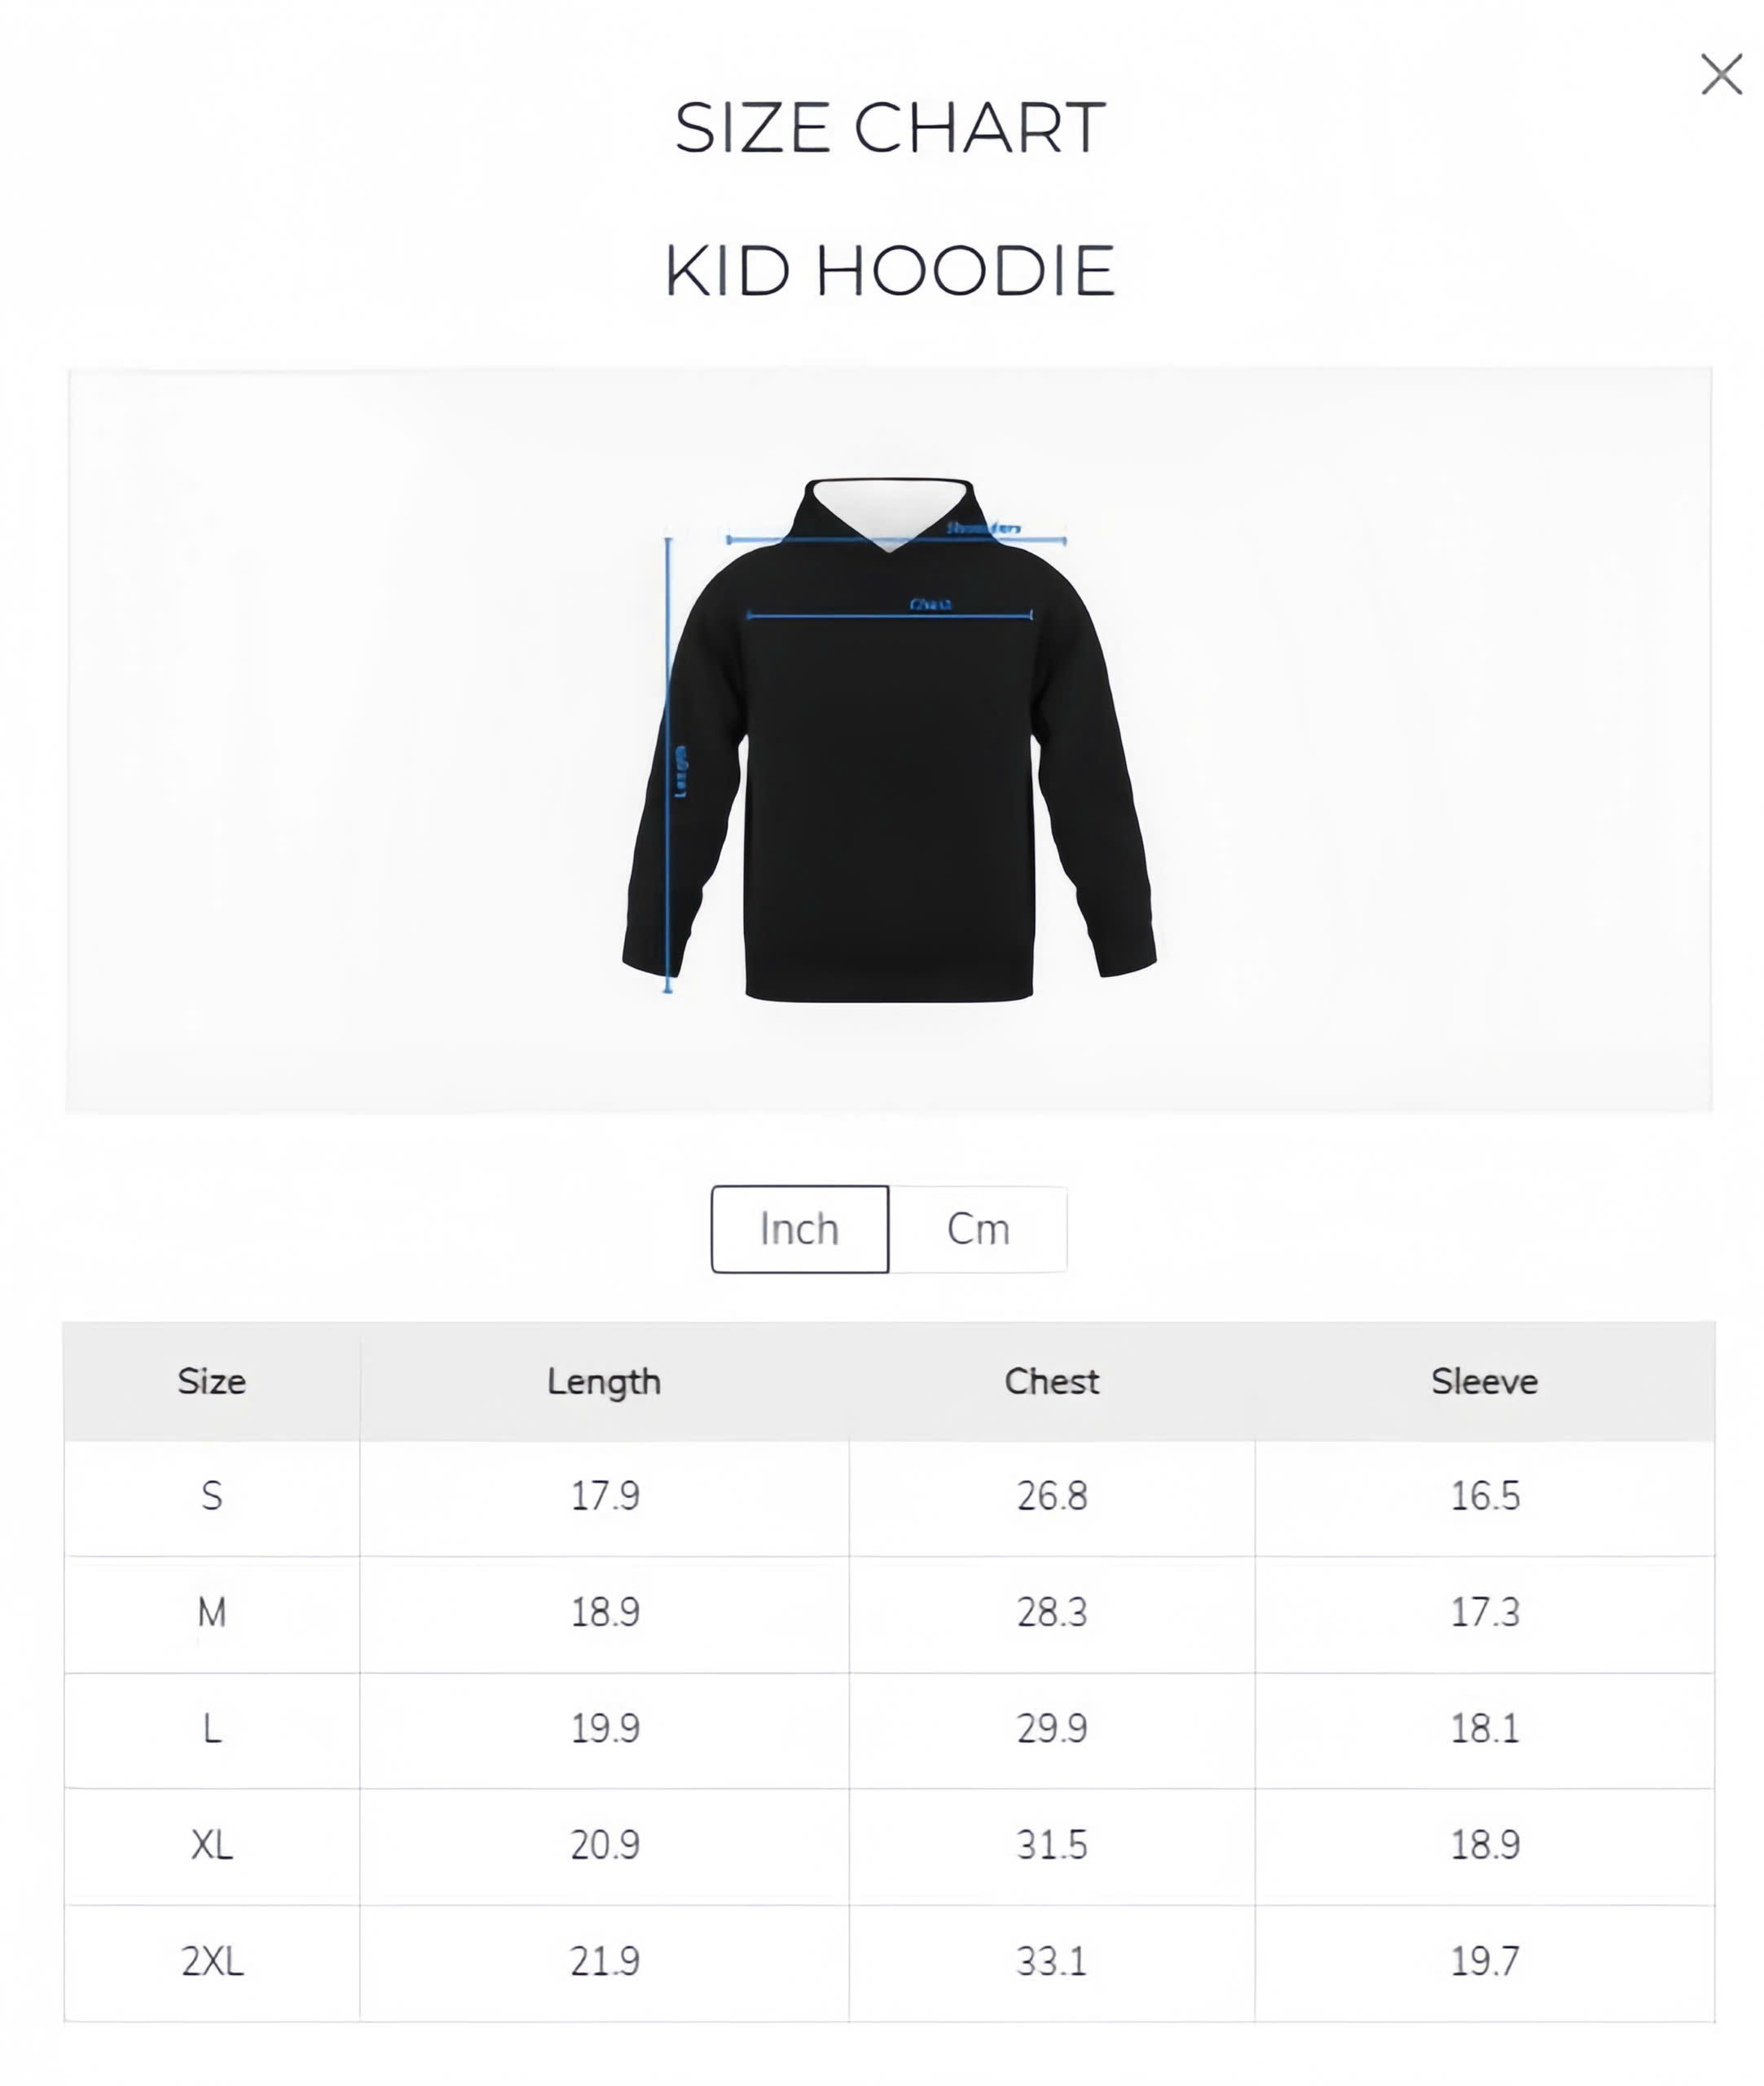 SIZE CHART
KID HOODIE
Length
Inch Cm
Size Length Chest Sleeve
S 17.9 26.8 16.5
M 18.9 28.3 17.3
L 19.9 29.9 18.1
XL 20.9 31.5 18.9
2XL 21.9 33.1 19.7